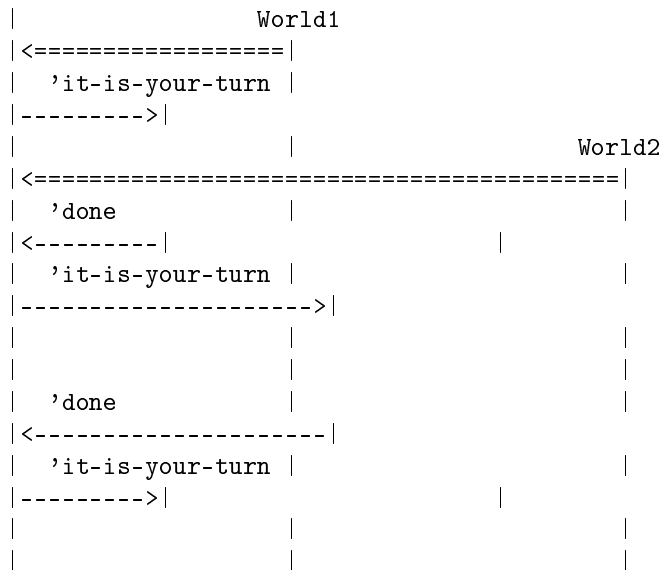 |                 World1
|<==================|
|  ’it-is-your-turn |
|--------->|
|                   |                   World2
|<==========================================|
|  ’done            |                       |
|<---------|                       |
|  ’it-is-your-turn |                       |
|--------------------->|
|                   |                       |
|                   |                       |
|  ’done            |                       |
|<---------------------|
|  ’it-is-your-turn |                       |
|--------->|                       |
|                   |                       |
|                   |                       |